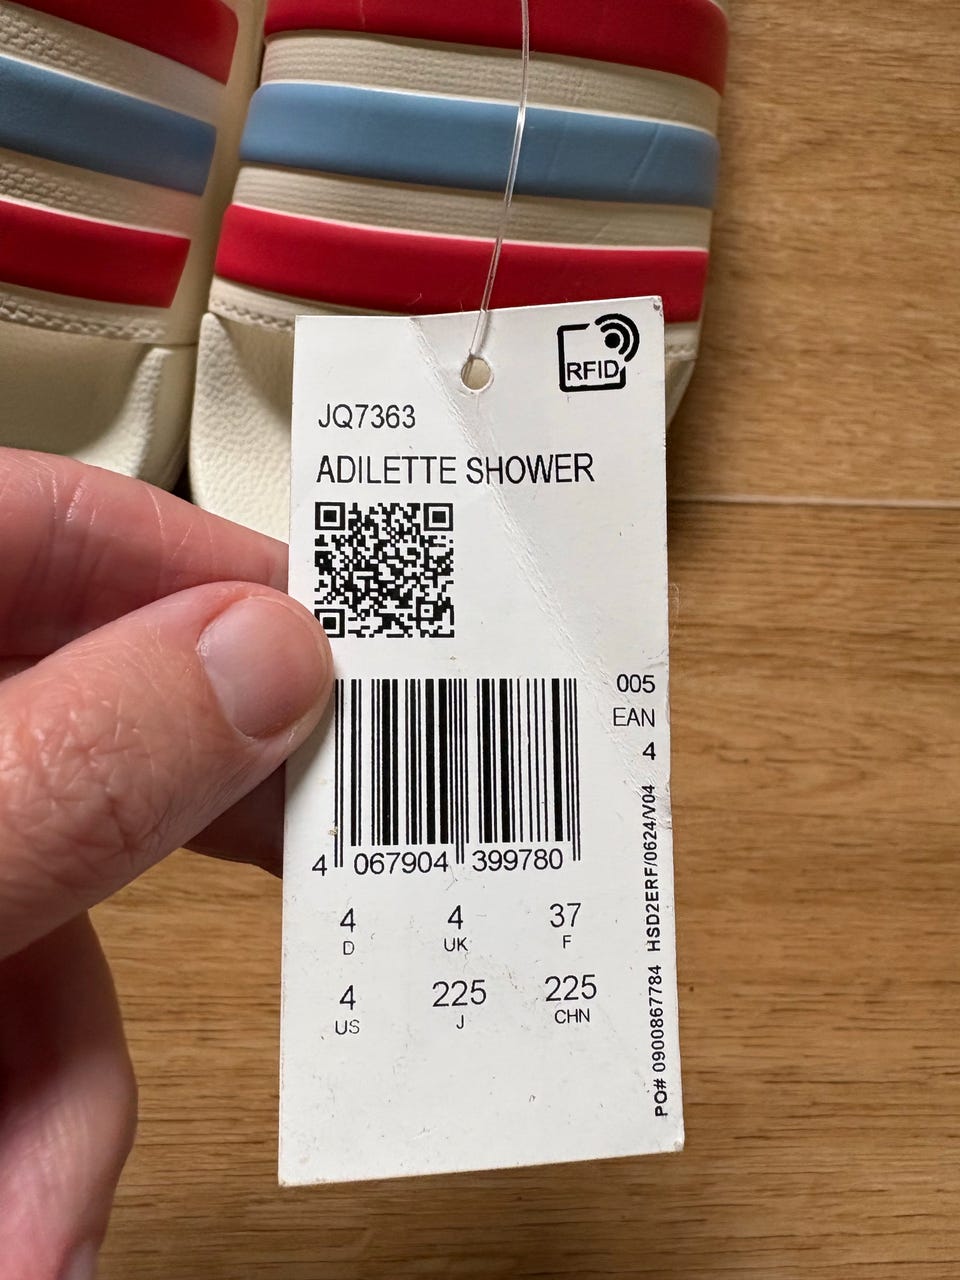 RFID
JQ7363
ADILETTE SHOWER
005
EAN
4
4 067904 399780
4 4 37
D UK F
4 225 225
US J CHN
PO# 0900867784 HSD2ERF/0624/V04